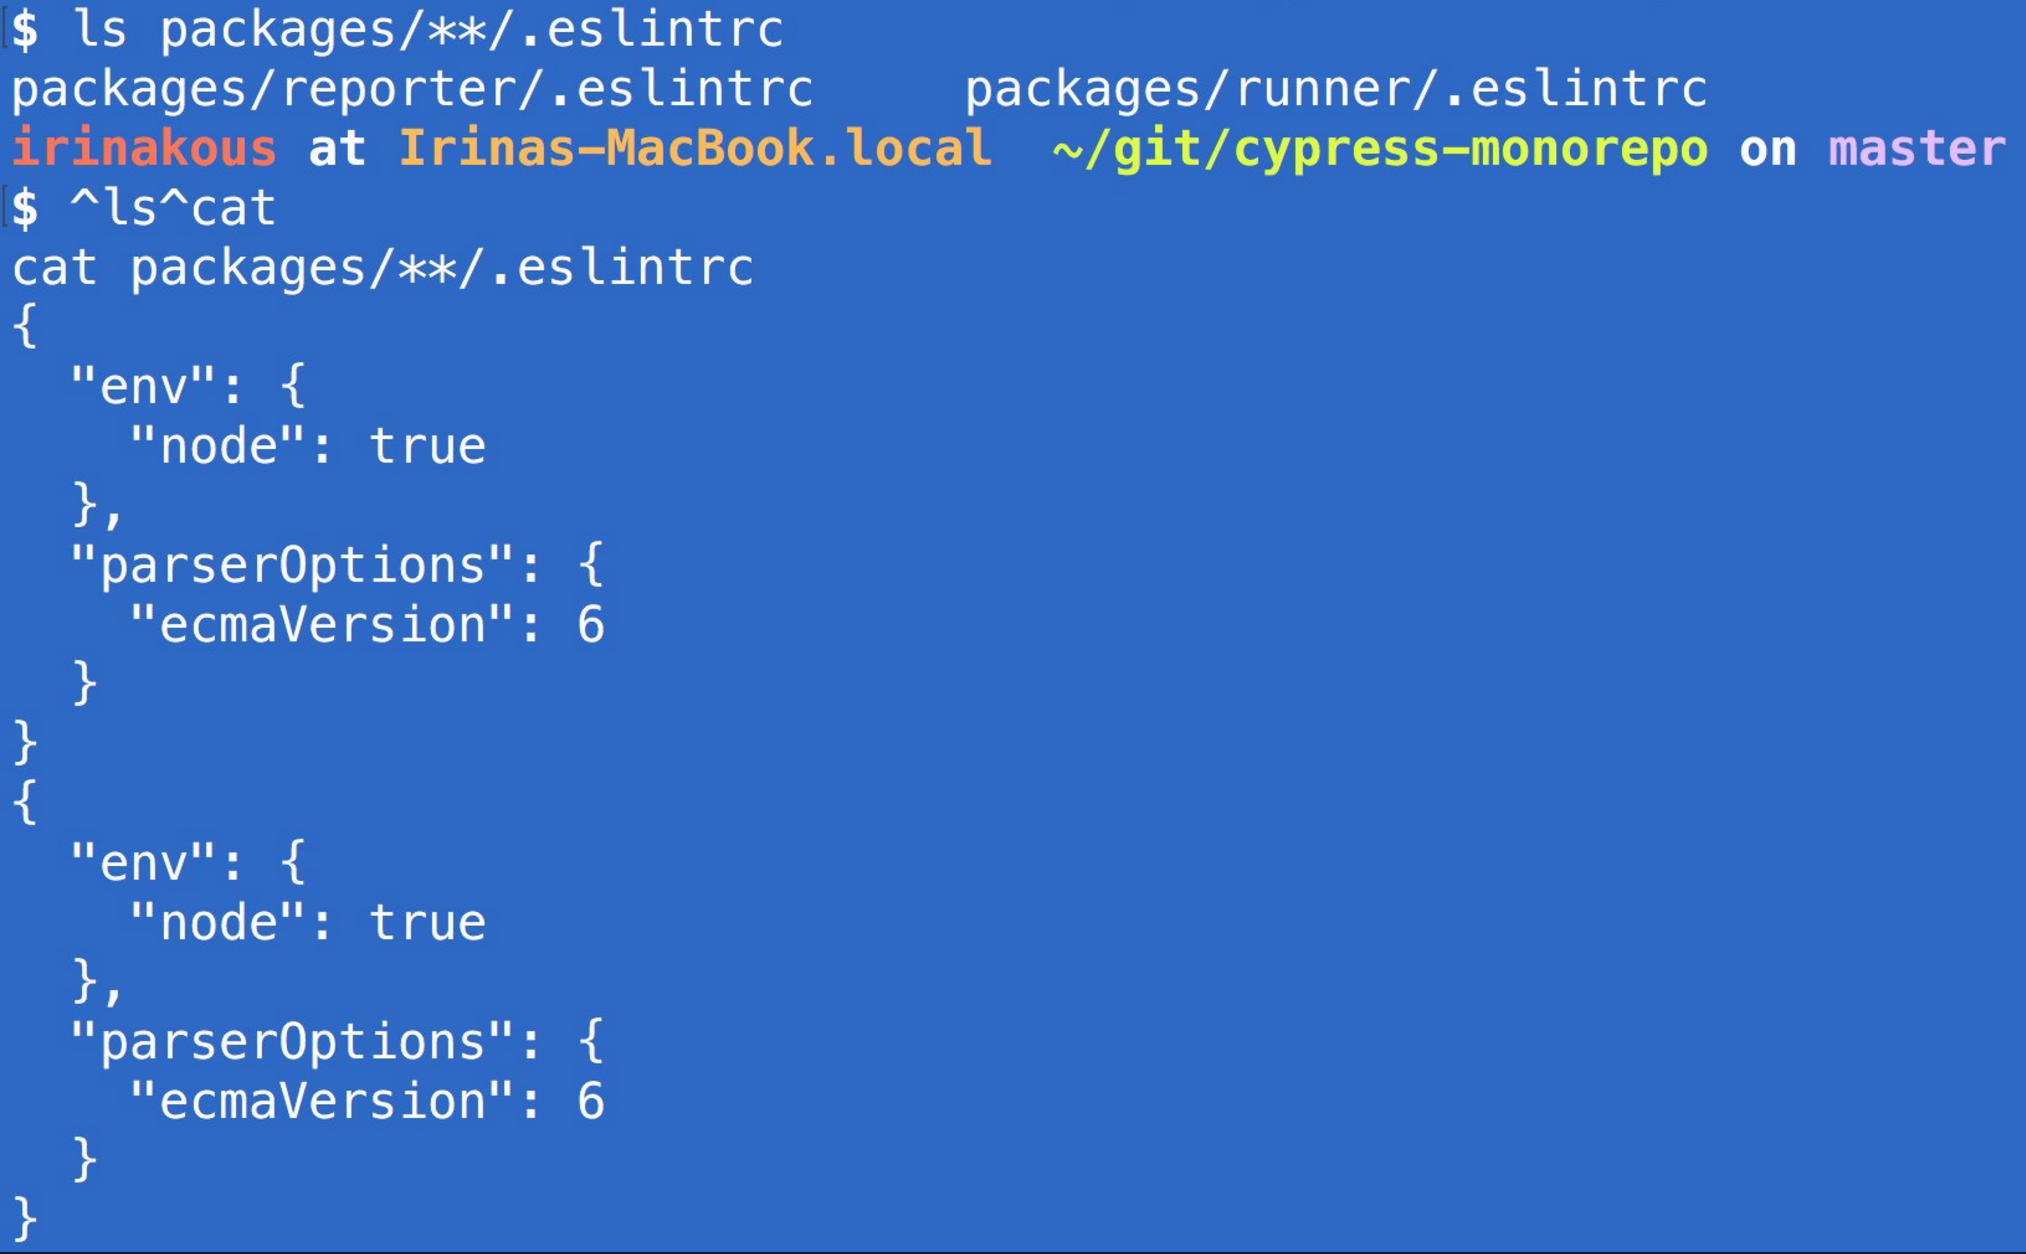 $ ls packages/**/.eslintrc
packages/reporter/.eslintrc     packages/runner/.eslintrc
irinakous at Irinas-MacBook.local  ~/git/cypress-monorepo on master
$ ^ls^cat
cat packages/**/.eslintrc
{
  "env": {
    "node": true
  },
  "parserOptions": {
    "ecmaVersion": 6
  }
}
{
  "env": {
    "node": true
  },
  "parserOptions": {
    "ecmaVersion": 6
  }
}